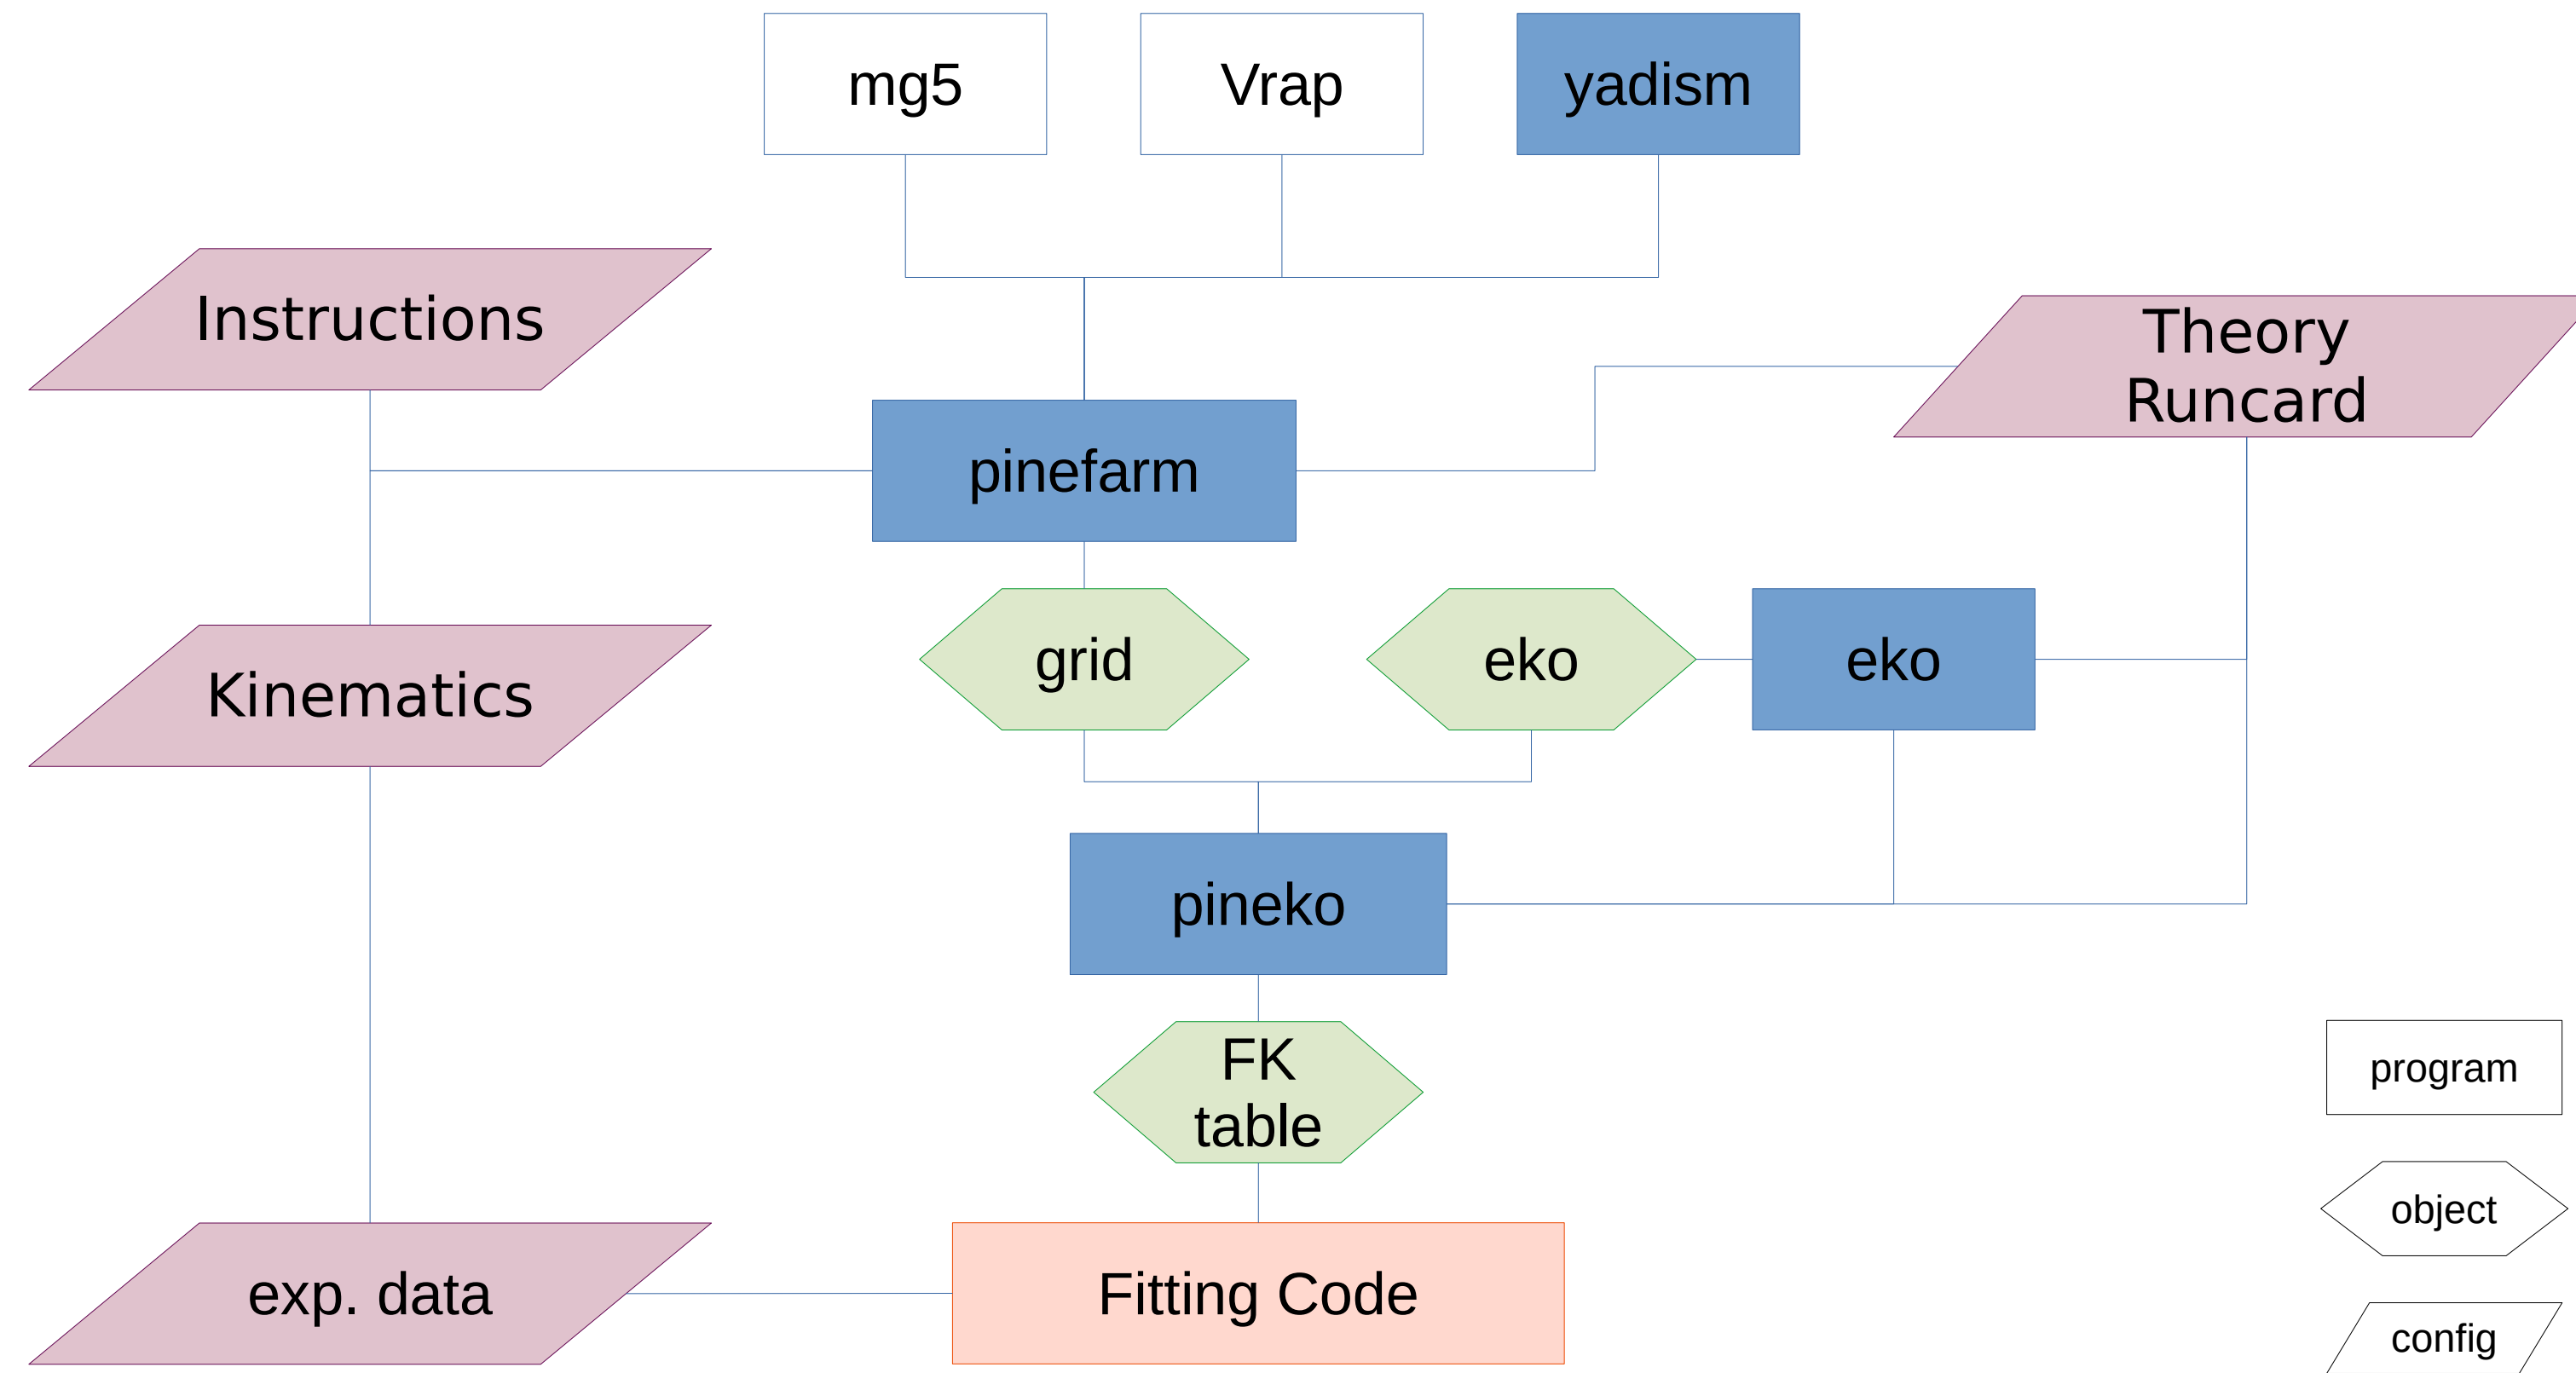 mg5
Vrap
yadism
Instructions
Theory
Runcard
pinefarm
grid
eko
eko
Kinematics
pineko
FK
table
program
object
exp. data
Fitting Code
config